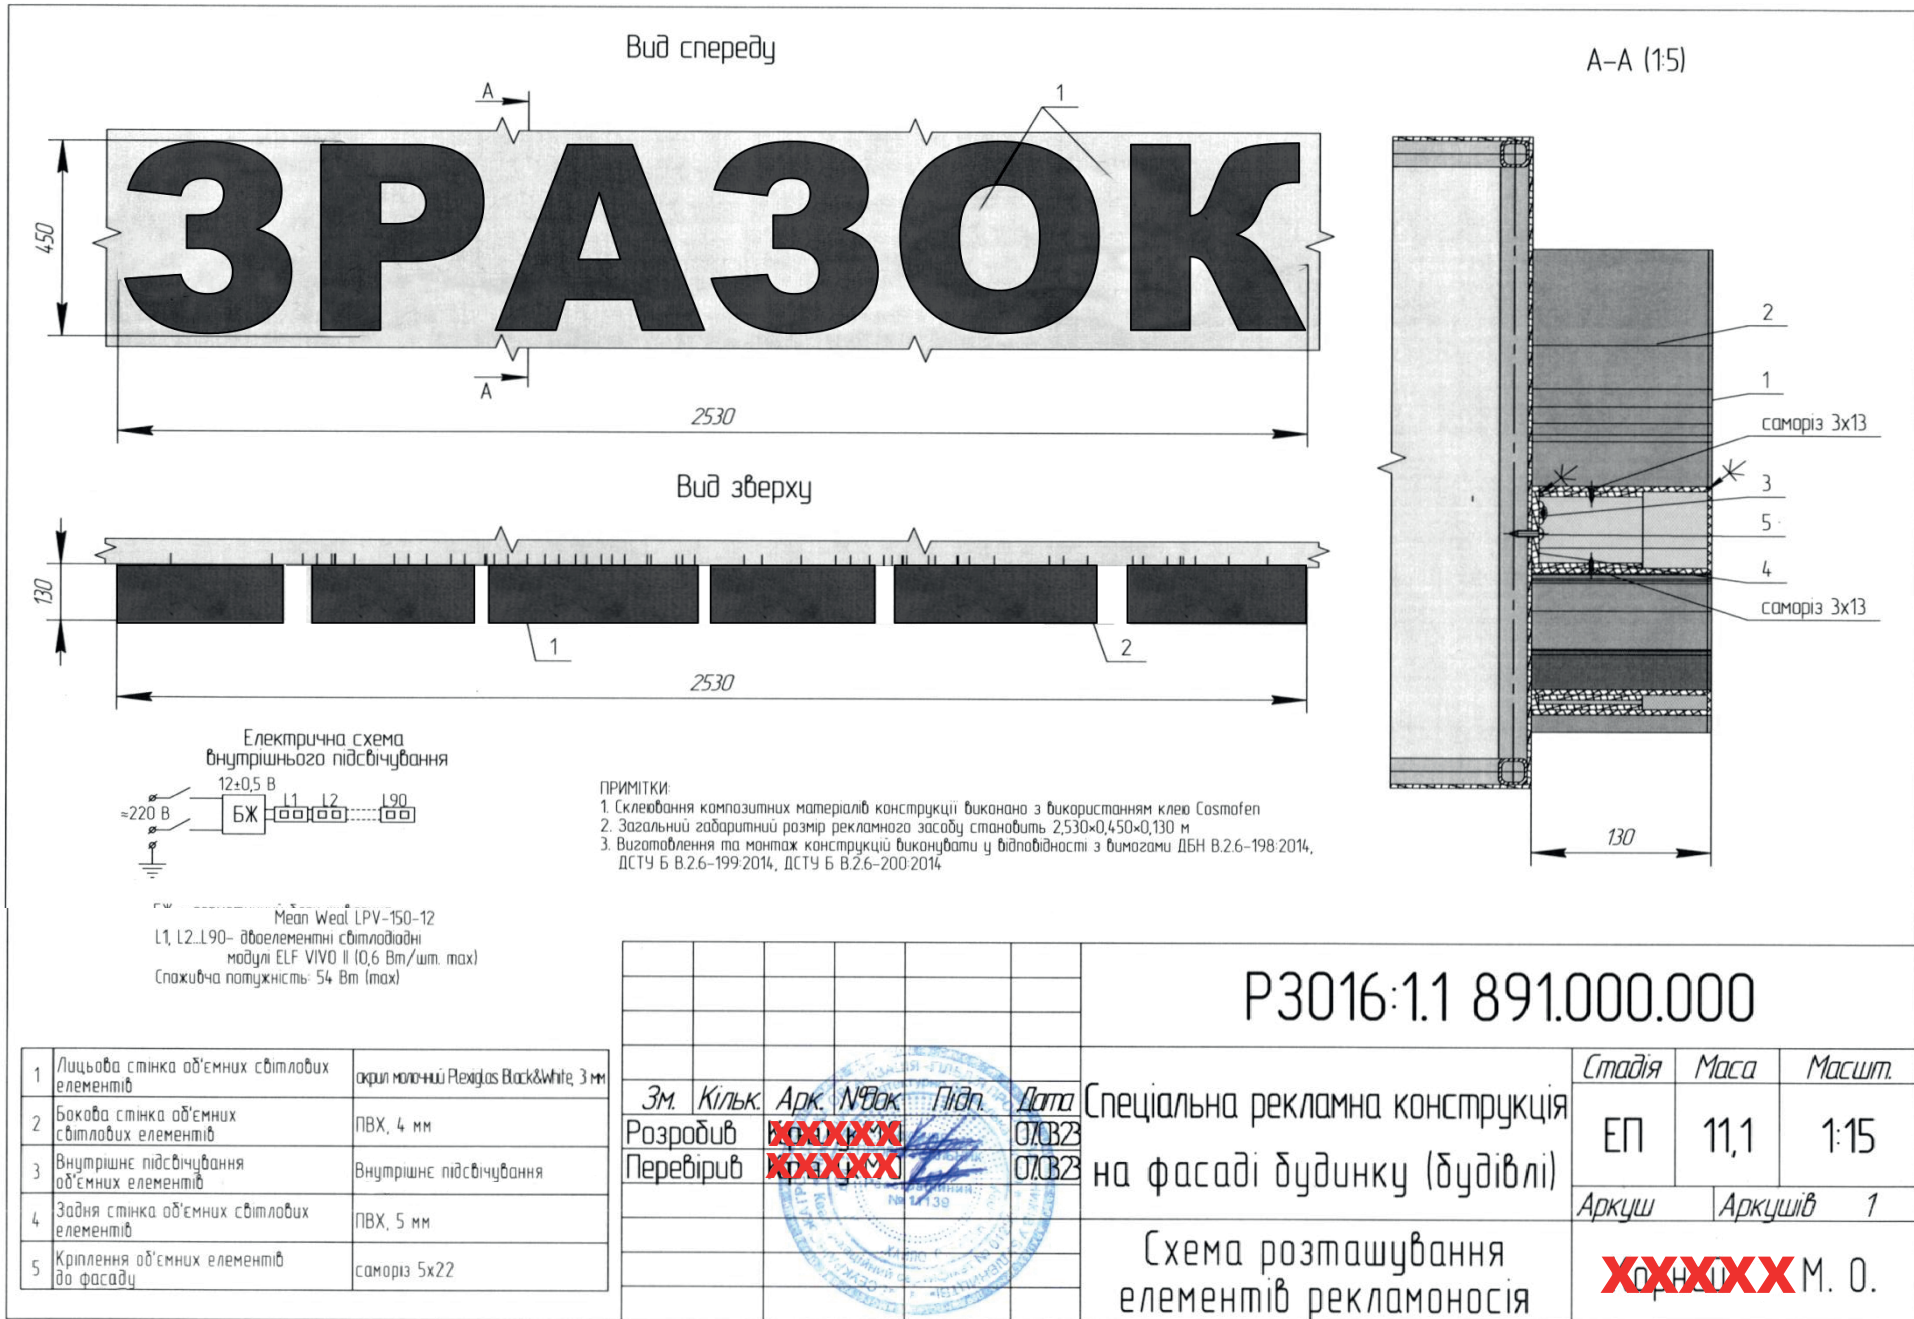 Вид спереду
А-А (1:5)
А
1
ЗРАЗОК
450
А
2530
2
1
саморіз 3х13
3
5
4
саморіз 3х13
130
Вид зверху
130
1
2
2530
Електрична схема
внутрішнього підсвічування
12±0,5 В
≈220 В
БЖ
L1
L2
L90
ПРИМІТКИ:
1. Склеювання композитних матеріалів конструкції виконано з використанням клею Cosmofen
2. Загальний габаритний розмір рекламного засобу становить 2,530×0,450×0,130 м
3. Виготовлення та монтаж конструкцій виконувати у відповідності з вимогами ДБН В.2.6-198:2014,
ДСТУ Б В.2.6-199:2014, ДСТУ Б В.2.6-200:2014
Mean Weal LPV-150-12
L1, L2...L90- двоелементні світлодіодні
модулі ELF VIVO II (0,6 Вт/шт. max)
Споживча потужність: 54 Вт (max)
1 Лицьова стінка об'ємних світлових елементів акрил молочний Plexiglas Black&White, 3 мм
2 Бокова стінка об'ємних світлових елементів ПВХ, 4 мм
3 Внутрішнє підсвічування об'ємних елементів Внутрішнє підсвічування
4 Задня стінка об'ємних світлових елементів ПВХ, 5 мм
5 Кріплення об'ємних елементів до фасаду саморіз 5х22
Р3016:1.1 891.000.000
Зм. Кільк. Арк. №док Підп. Дата
Розробив XXXXX 07.03.23
Перевірив XXXXX 07.03.23
Спеціальна рекламна конструкція
на фасаді будинку (будівлі)
Стадія Маса Масшт.
ЕП 11,1 1:15
Аркуш Аркушів 1
Схема розташування
елементів рекламоносія
XXXXX М. О.